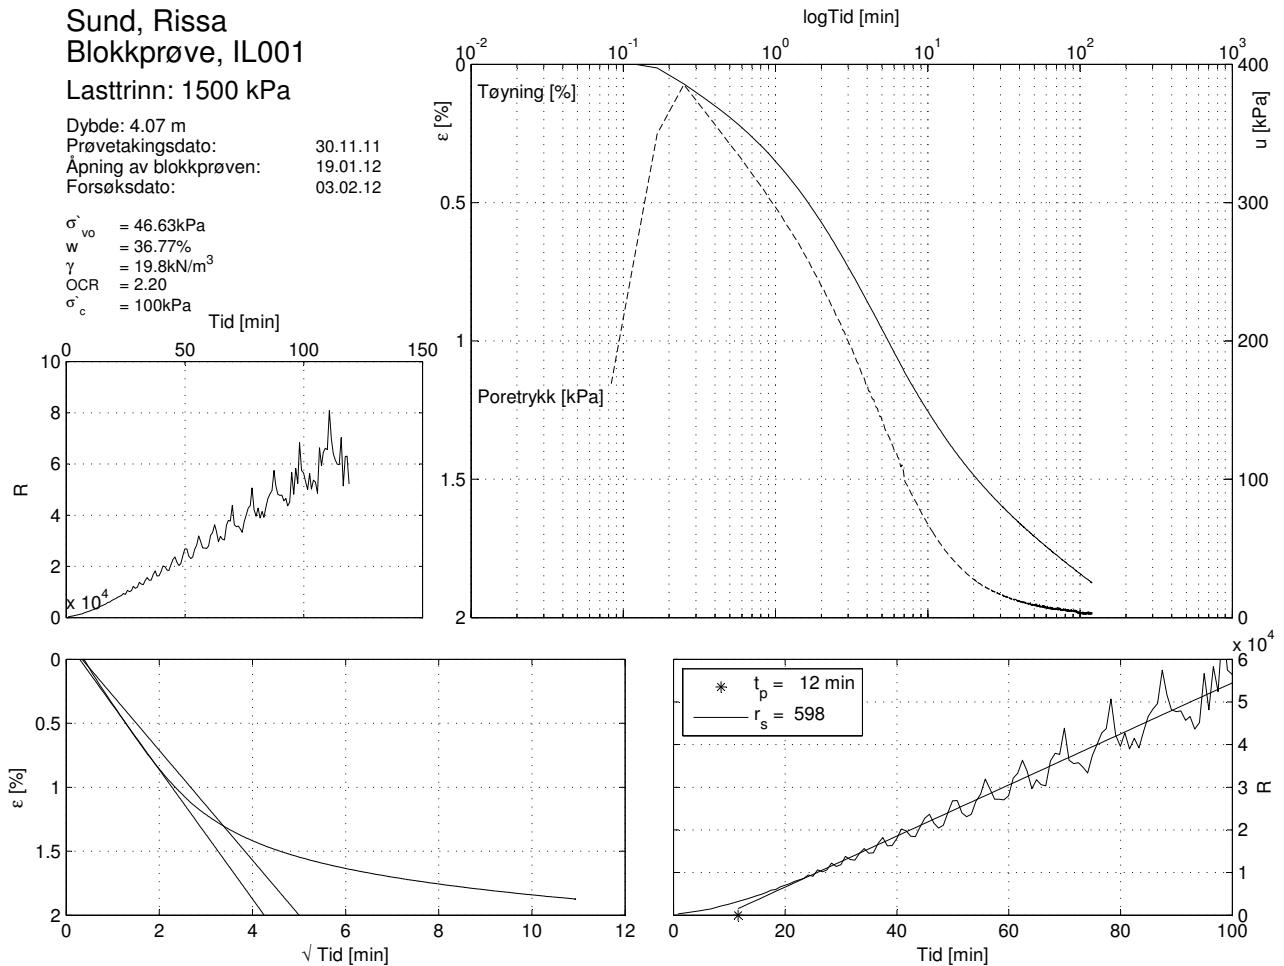 Sund, Rissa
Blokkprøve, IL001
Lasttrinn: 1500 kPa
Dybde: 4.07 m
Prøvetakingsdato: 30.11.11
Åpning av blokkprøven: 19.01.12
Forsøksdato: 03.02.12
σ`vo = 46.63kPa
w = 36.77%
γ = 19.8kN/m³
OCR = 2.20
σ`c = 100kPa
Tid [min]
0 50 100 150
10
8
6
4
2
0
R
x 10⁴
logTid [min]
10⁻² 10⁻¹ 10⁰ 10¹ 10² 10³
0
0.5
1
1.5
2
ε [%]
Tøyning [%]
Poretrykk [kPa]
400
300
200
100
0
u [kPa]
0
0.5
1
1.5
2
ε [%]
0 2 4 6 8 10 12
√ Tid [min]
x 10⁴
tp = 12 min
rs = 598
6
5
4
3
2
1
0
R
0 20 40 60 80 100
Tid [min]